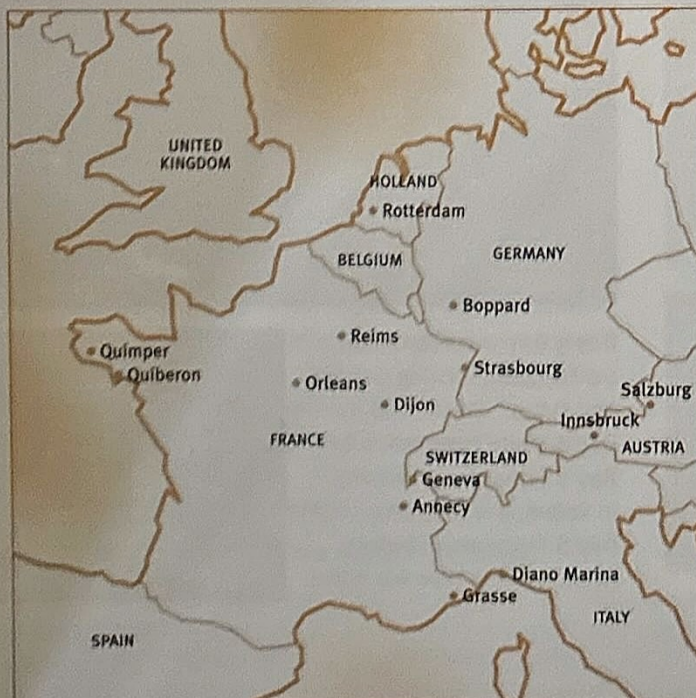 UNITED
KINGDOM
HOLLAND
Rotterdam
BELGIUM
GERMANY
Boppard
Reims
Quimper
Quiberon
Strasbourg
Orleans
Dijon
Salzburg
Innsbruck
FRANCE
AUSTRIA
SWITZERLAND
Geneva
Annecy
Diano Marina
Grasse
ITALY
SPAIN